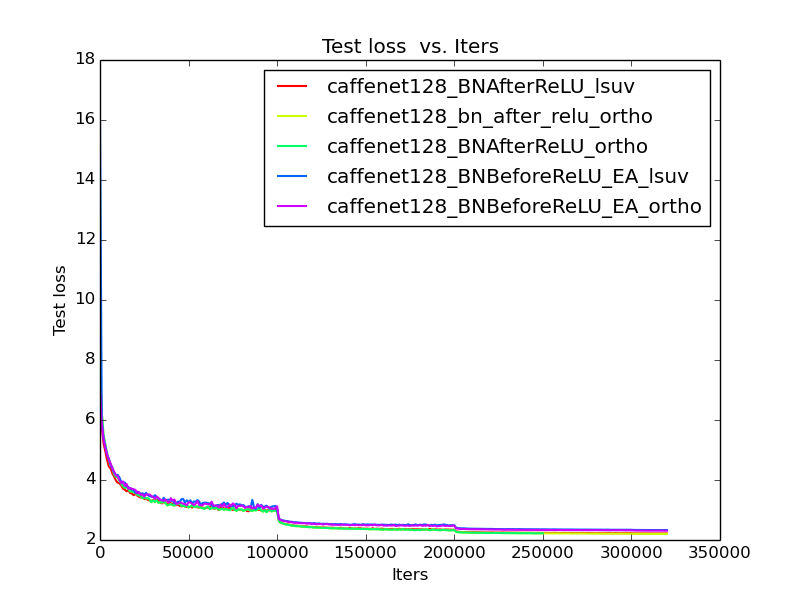 Test loss  vs. Iters
18
16
14
12
10
8
6
4
2
Test loss
caffenet128_BNAfterReLU_lsuv
caffenet128_bn_after_relu_ortho
caffenet128_BNAfterReLU_ortho
caffenet128_BNBeforeReLU_EA_lsuv
caffenet128_BNBeforeReLU_EA_ortho
0 50000 100000 150000 200000 250000 300000 350000
Iters